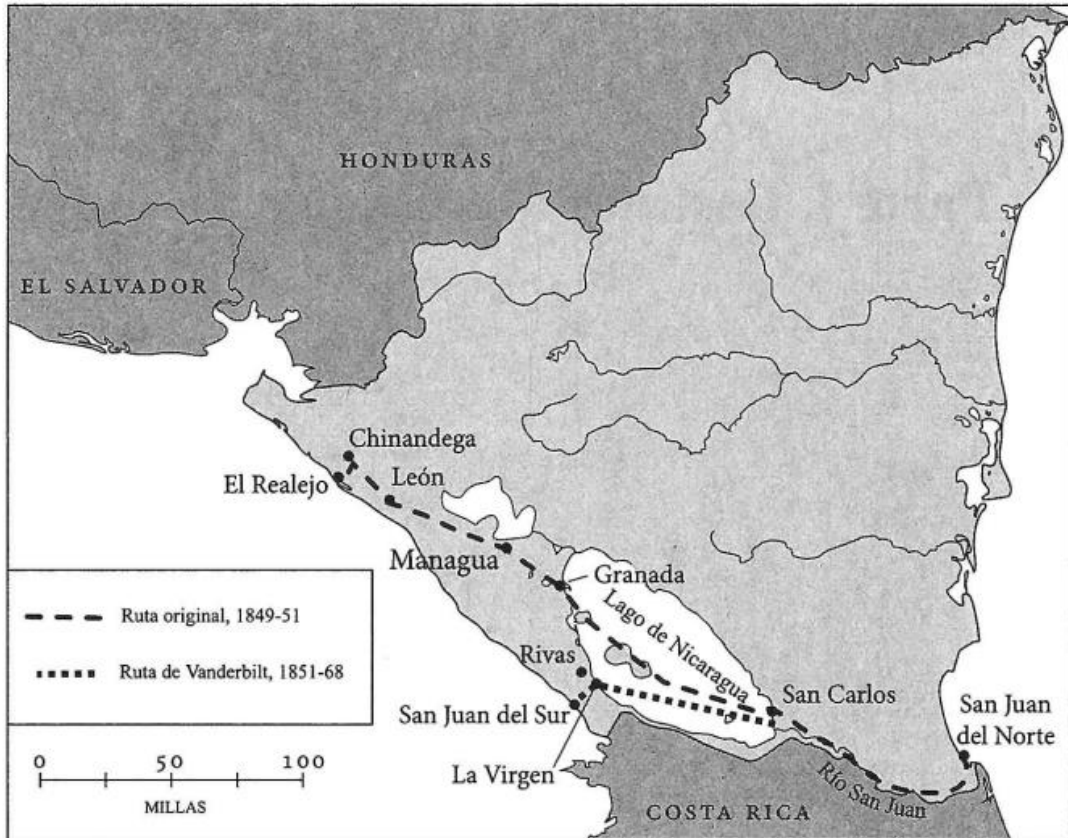 HONDURAS
EL SALVADOR
Chinandega
El Realejo
León
Managua
Granada
Lago de Nicaragua
Ruta original, 1849-51
Ruta de Vanderbilt, 1851-68
Rivas
San Carlos
San Juan del Sur
San Juan
del Norte
La Virgen
Río San Juan
0 50 100
MILLAS
COSTA RICA